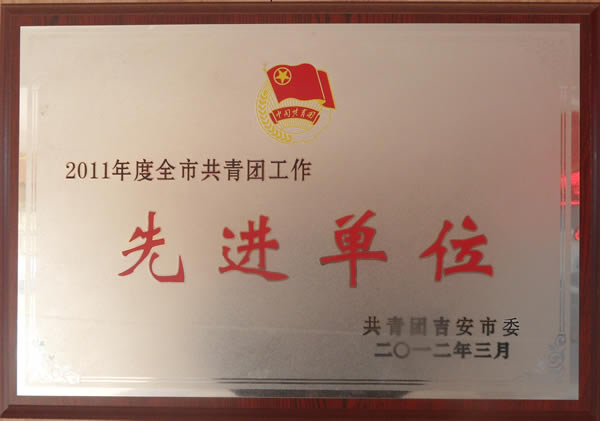 中国共青团
2011年度全市共青团工作
先进单位
共青团吉安市委
二〇一二年三月